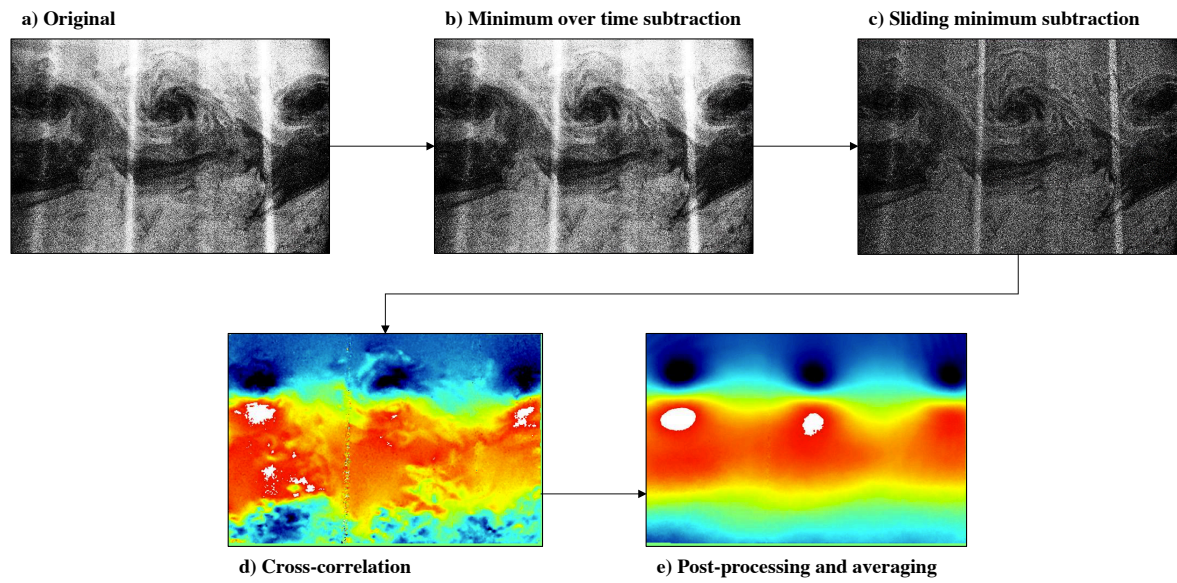 a) Original
b) Minimum over time subtraction
c) Sliding minimum subtraction
d) Cross-correlation
e) Post-processing and averaging